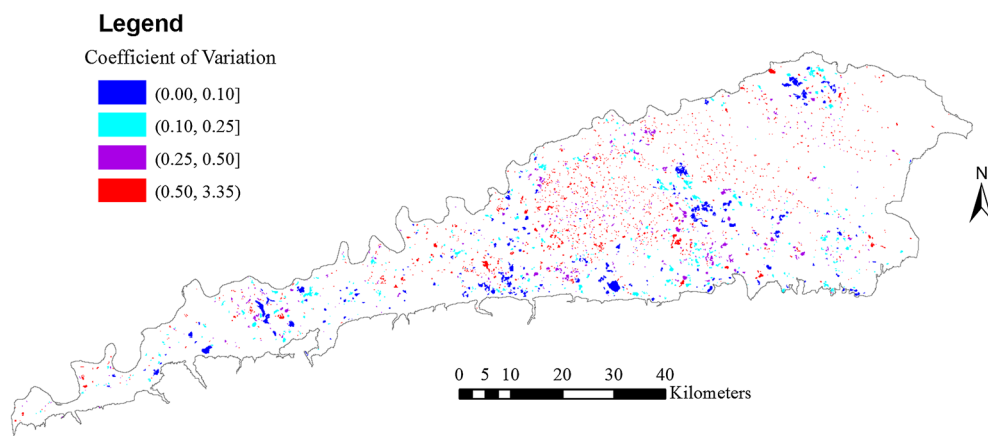 Legend
Coefficient of Variation
(0.00, 0.10]
(0.10, 0.25]
(0.25, 0.50]
(0.50, 3.35)
N
0 5 10 20 30 40
Kilometers